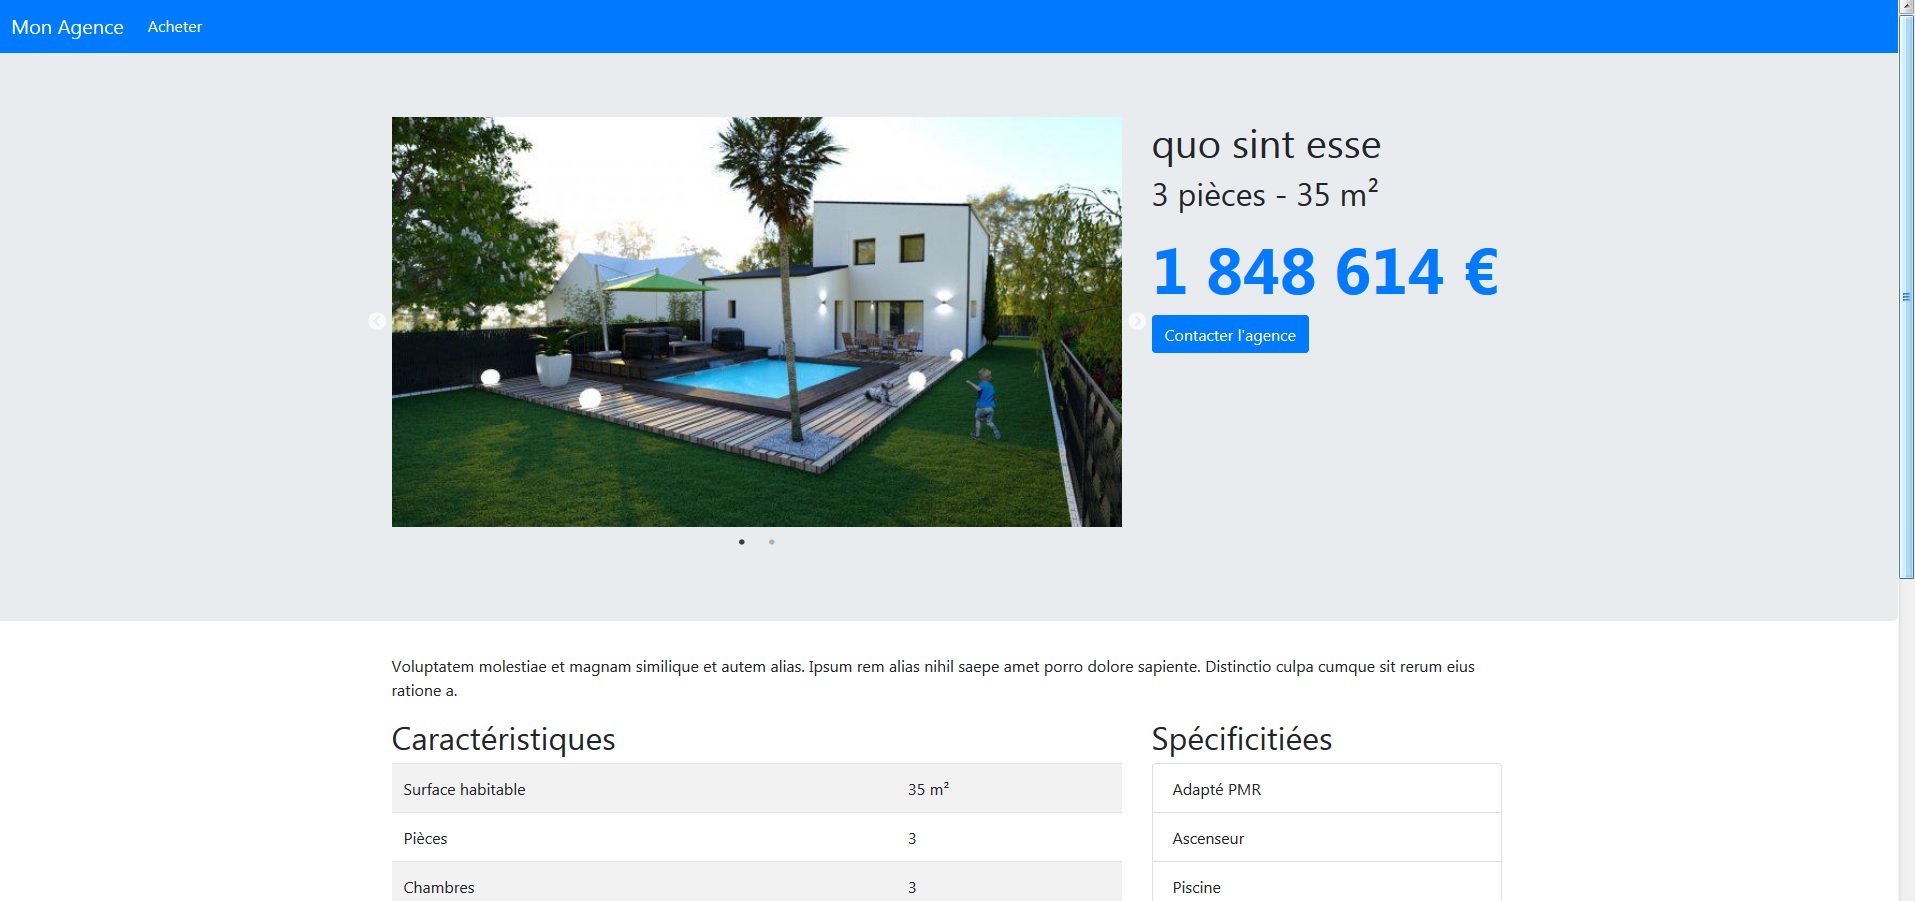 Mon Agence
Acheter
quo sint esse
3 pièces - 35 m²
1 848 614 €
Contacter l'agence
Voluptatem molestiae et magnam similique et autem alias. Ipsum rem alias nihil saepe amet porro dolore sapiente. Distinctio culpa cumque sit rerum eius
ratione a.
Caractéristiques
Surface habitable 35 m²
Pièces 3
Chambres 3
Spécificitiées
Adapté PMR
Ascenseur
Piscine